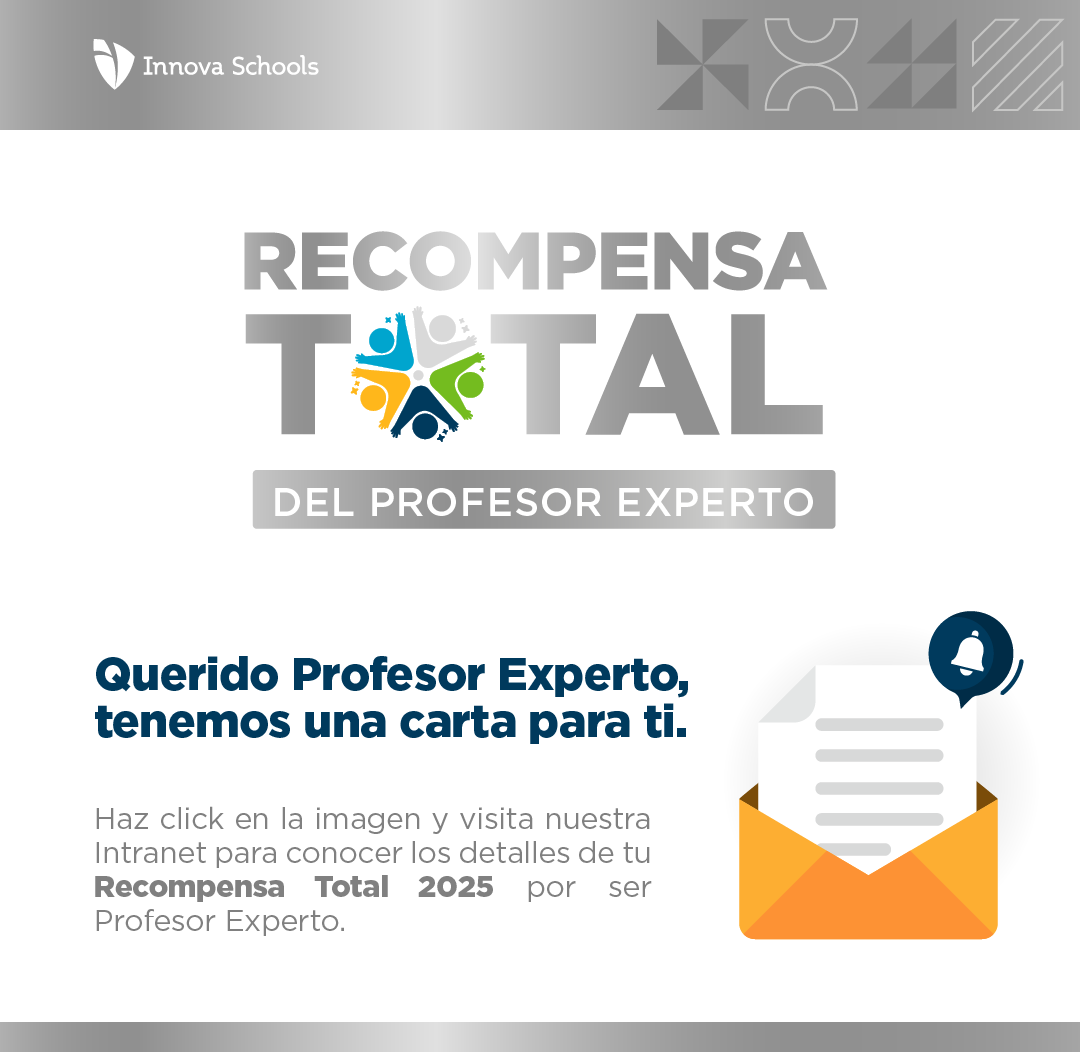 Innova Schools
RECOMPENSA
TOTAL
DEL PROFESOR EXPERTO
Querido Profesor Experto,
tenemos una carta para ti.
Haz click en la imagen y visita nuestra
Intranet para conocer los detalles de tu
Recompensa Total 2025 por ser
Profesor Experto.